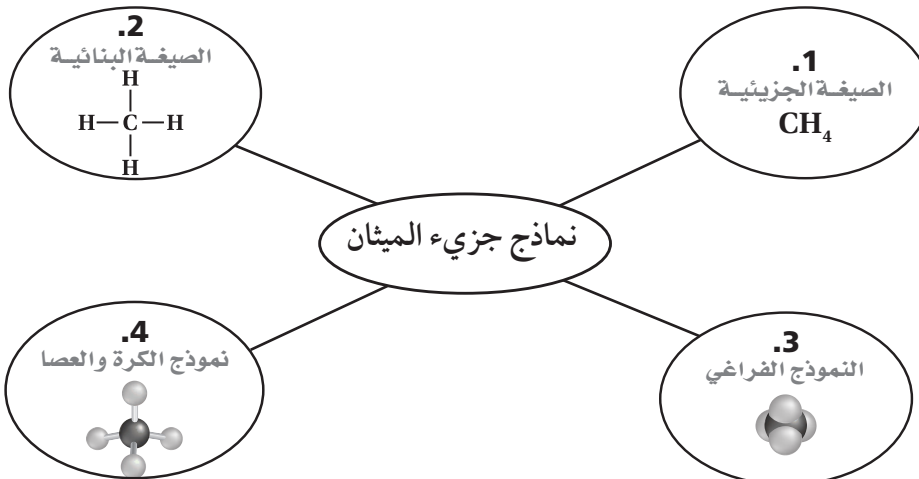 .1
الصيغة الجزيئية
CH₄
.2
الصيغة البنائية
H
H—C—H
H
نماذج جزيء الميثان
.3
النموذج الفراغي
.4
نموذج الكرة والعصا